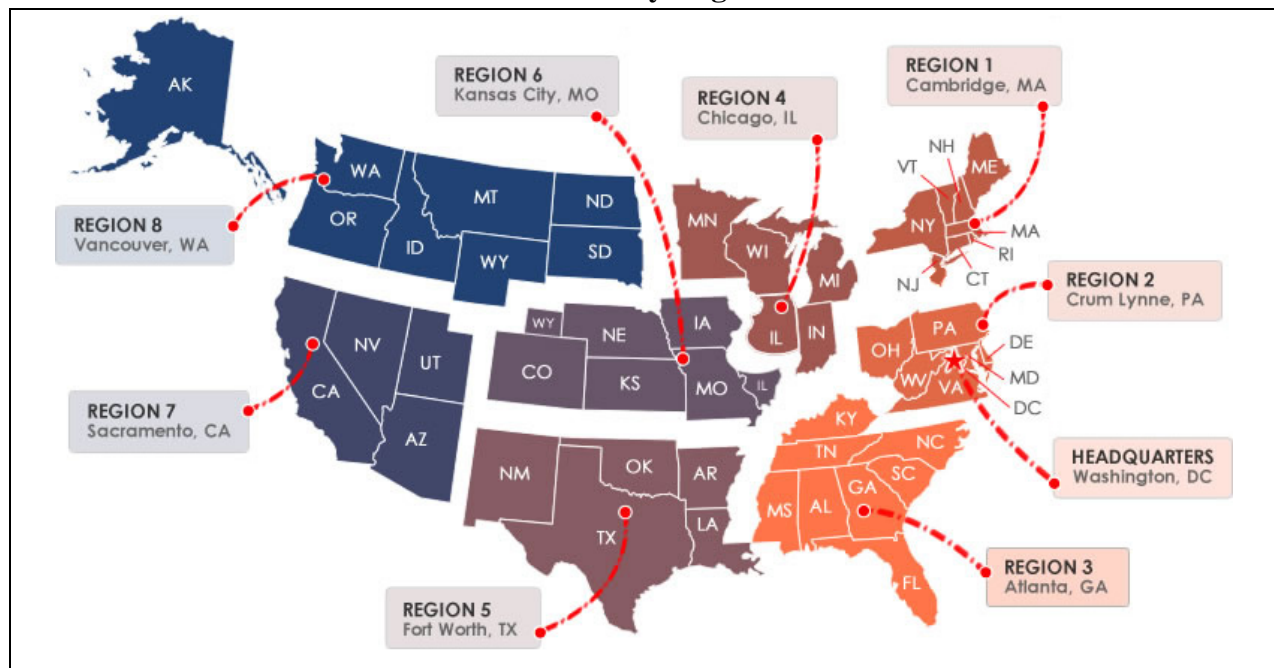 REGION 6
Kansas City, MO
REGION 4
Chicago, IL
REGION 1
Cambridge, MA
REGION 8
Vancouver, WA
REGION 2
Crum Lynne, PA
REGION 7
Sacramento, CA
HEADQUARTERS
Washington, DC
REGION 3
Atlanta, GA
REGION 5
Fort Worth, TX
AK
WA
MT
ND
OR
ID
WY
SD
MN
WI
MI
IL
IN
NH
VT
ME
NY
MA
RI
CT
NJ
PA
OH
DE
WV
VA
MD
DC
NV
UT
CA
AZ
WY
NE
IA
CO
KS
MO
IL
NM
OK
AR
TX
LA
KY
TN
NC
SC
MS
AL
GA
FL